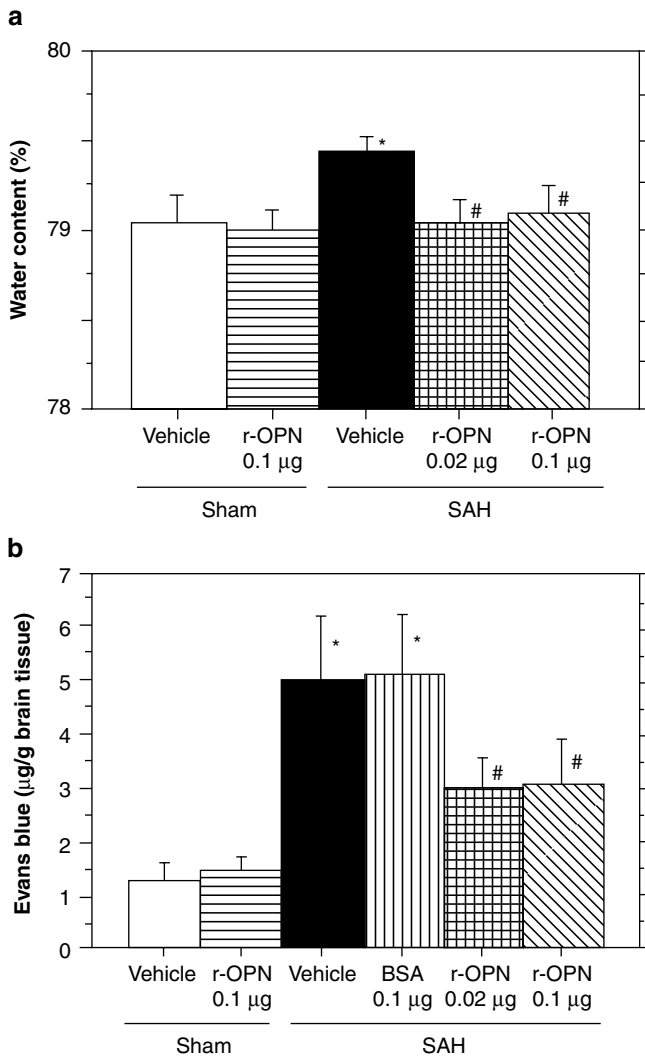 a
80
79
78
Water content (%)
*
#
#
Vehicle r-OPN Vehicle r-OPN r-OPN
0.1 µg 0.02 µg 0.1 µg
Sham SAH
b
7
6
5
4
3
2
1
0
Evans blue (µg/g brain tissue)
*
*
#
#
Vehicle r-OPN Vehicle BSA r-OPN r-OPN
0.1 µg 0.1 µg 0.02 µg 0.1 µg
Sham SAH